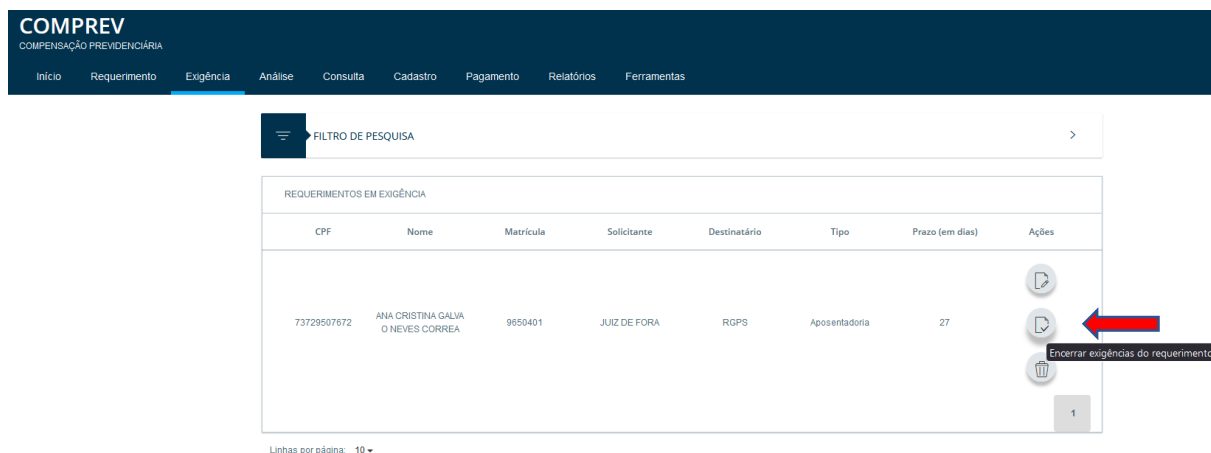 COMPREV
COMPENSAÇÃO PREVIDENCIÁRIA
Início Requerimento Exigência Análise Consulta Cadastro Pagamento Relatórios Ferramentas
FILTRO DE PESQUISA
REQUERIMENTOS EM EXIGÊNCIA
CPF Nome Matrícula Solicitante Destinatário Tipo Prazo (em dias) Ações
73729507672 ANA CRISTINA GALVA 9650401 JUIZ DE FORA RGPS Aposentadoria 27
O NEVES CORREA
Encerrar exigências do requerimento
1
Linhas por página: 10